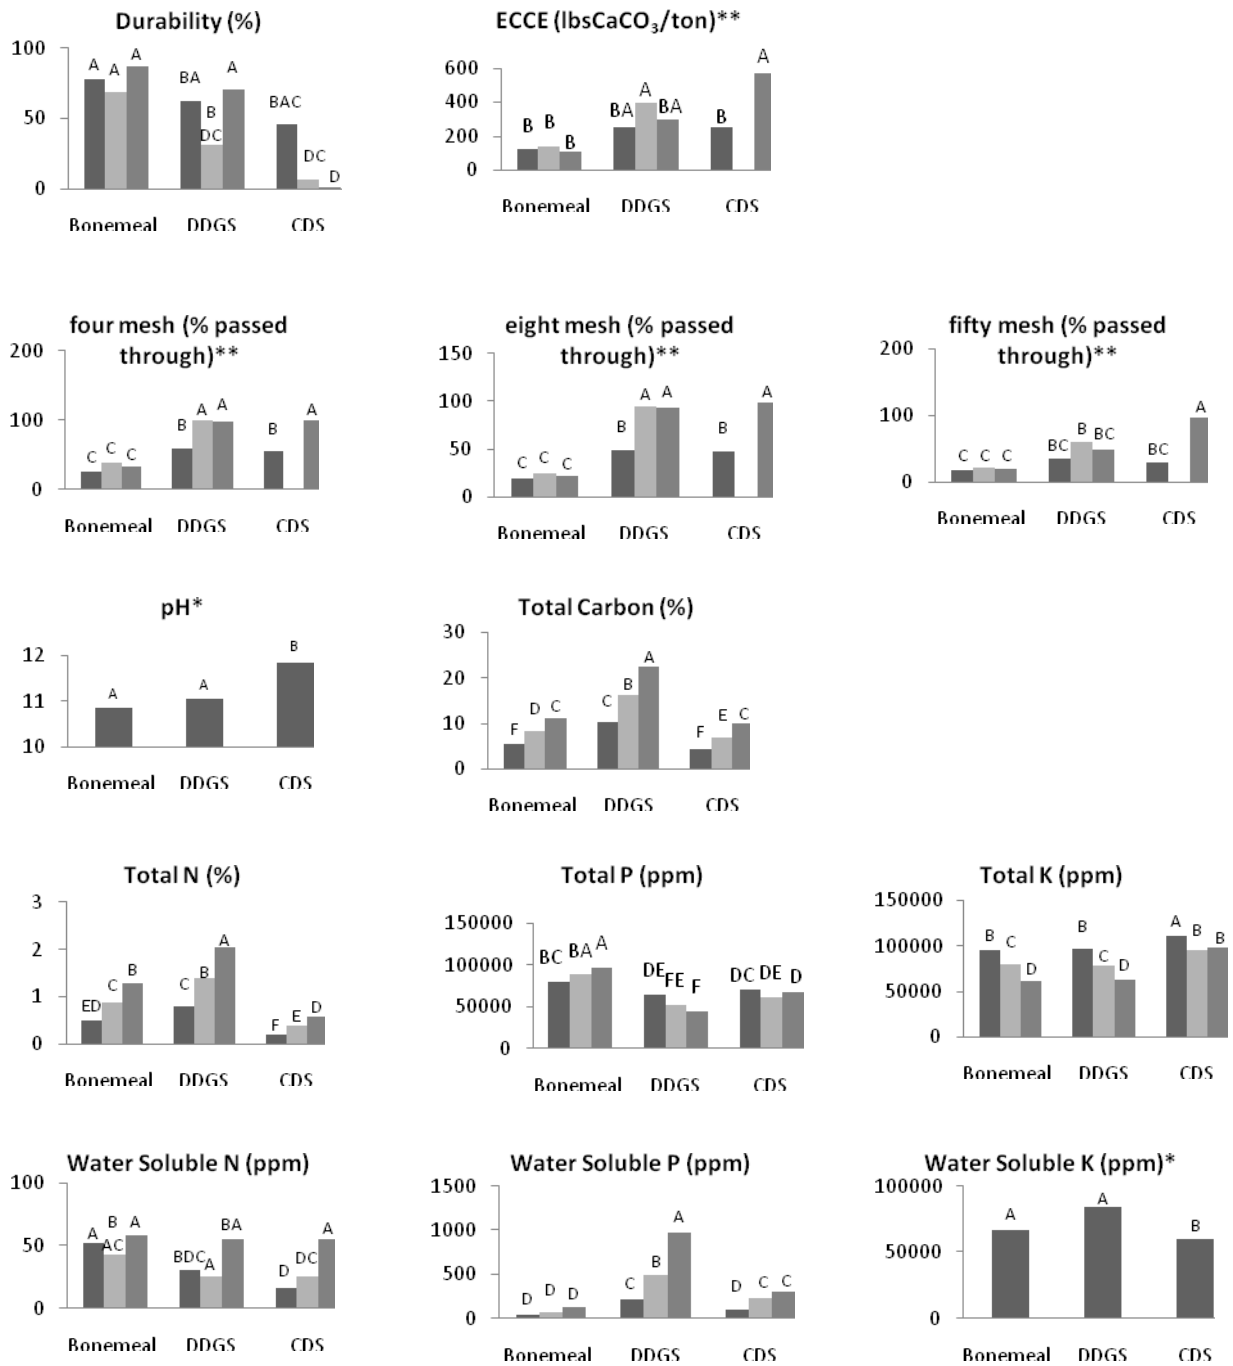 Durability (%)
100
50
0
A
A
A
BA
B
DC
A
BAC
DC
D
Bonemeal DDGS CDS
ECCE (lbsCaCO₃/ton)**
600
400
200
0
B
B
B
BA
A
BA
B
A
Bonemeal DDGS CDS
four mesh (% passed
through)**
200
100
0
C
C
C
B
A
A
B
A
Bonemeal DDGS CDS
eight mesh (% passed
through)**
150
100
50
0
C
C
C
B
A
A
B
A
Bonemeal DDGS CDS
fifty mesh (% passed
through)**
200
100
0
C
C
C
BC
B
BC
BC
A
Bonemeal DDGS CDS
pH*
12
11
10
A
A
B
Bonemeal DDGS CDS
Total Carbon (%)
30
20
10
0
F
D
C
C
B
A
F
E
C
Bonemeal DDGS CDS
Total N (%)
3
2
1
0
ED
C
B
C
B
A
F
E
D
Bonemeal DDGS CDS
Total P (ppm)
150000
100000
50000
0
BC
BA
A
DE
FE
F
DC
DE
D
Bonemeal DDGS CDS
Total K (ppm)
150000
100000
50000
0
B
C
D
B
C
D
A
B
B
Bonemeal DDGS CDS
Water Soluble N (ppm)
100
50
0
A
B
AC
A
BDC
A
BA
D
DC
A
Bonemeal DDGS CDS
Water Soluble P (ppm)
1500
1000
500
0
D
D
D
C
B
A
D
C
C
Bonemeal DDGS CDS
Water Soluble K (ppm)*
100000
50000
0
A
A
B
Bonemeal DDGS CDS